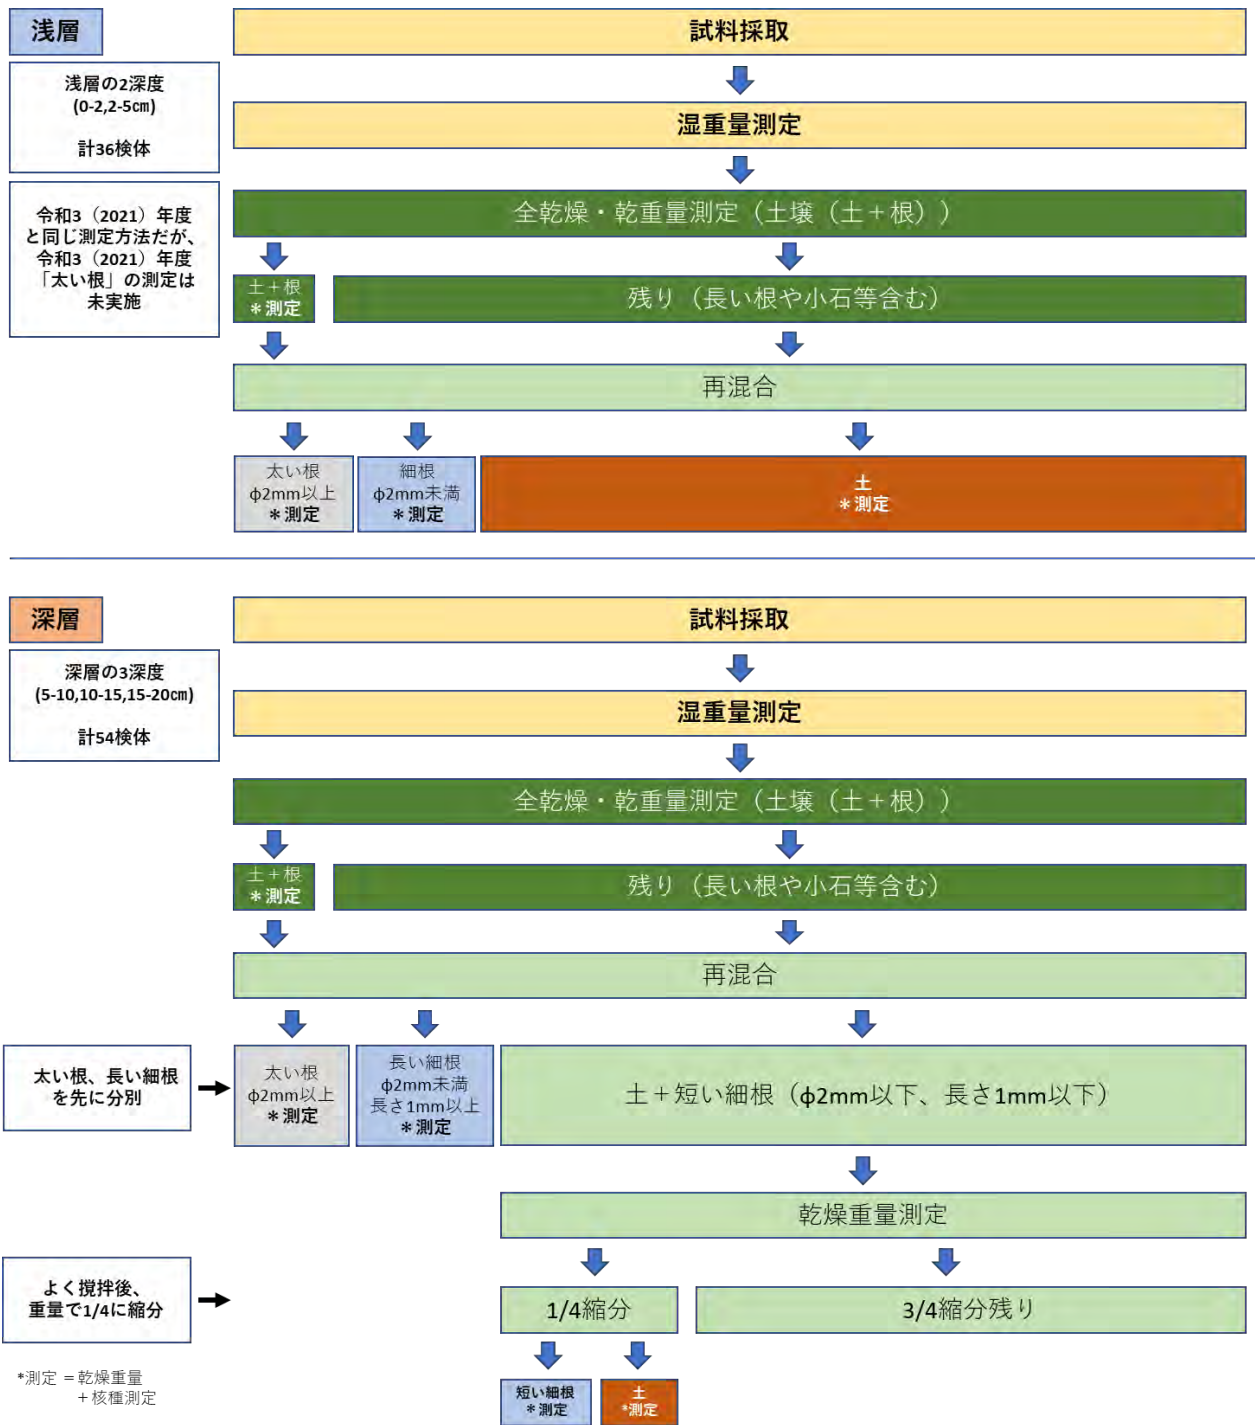 浅層
試料採取
浅層の2深度
(0-2,2-5㎝)
計36検体
湿重量測定
令和3（2021）年度
と同じ測定方法だが、
令和3（2021）年度
「太い根」の測定は
未実施
全乾燥・乾重量測定（土壌（土＋根））
土＋根
＊測定
残り（長い根や小石等含む）
再混合
太い根
ф2mm以上
＊測定
細根
ф2mm未満
＊測定
土
＊測定
深層
試料採取
深層の3深度
(5-10,10-15,15-20㎝)
計54検体
湿重量測定
全乾燥・乾重量測定（土壌（土＋根））
土＋根
＊測定
残り（長い根や小石等含む）
再混合
太い根、長い細根
を先に分別
太い根
ф2mm以上
＊測定
長い細根
ф2mm未満
長さ1mm以上
＊測定
土＋短い細根（ф2mm以下、長さ1mm以下）
乾燥重量測定
よく撹拌後、
重量で1/4に縮分
1/4縮分
3/4縮分残り
短い細根
＊測定
土
*測定
*測定 ＝乾燥重量
＋核種測定